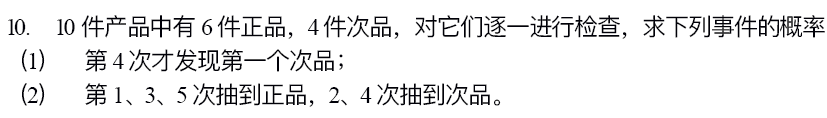 10. 10 件产品中有 6 件正品，4 件次品，对它们逐一进行检查，求下列事件的概率
(1) 第 4 次才发现第一个次品；
(2) 第 1、3、5 次抽到正品，2、4 次抽到次品。